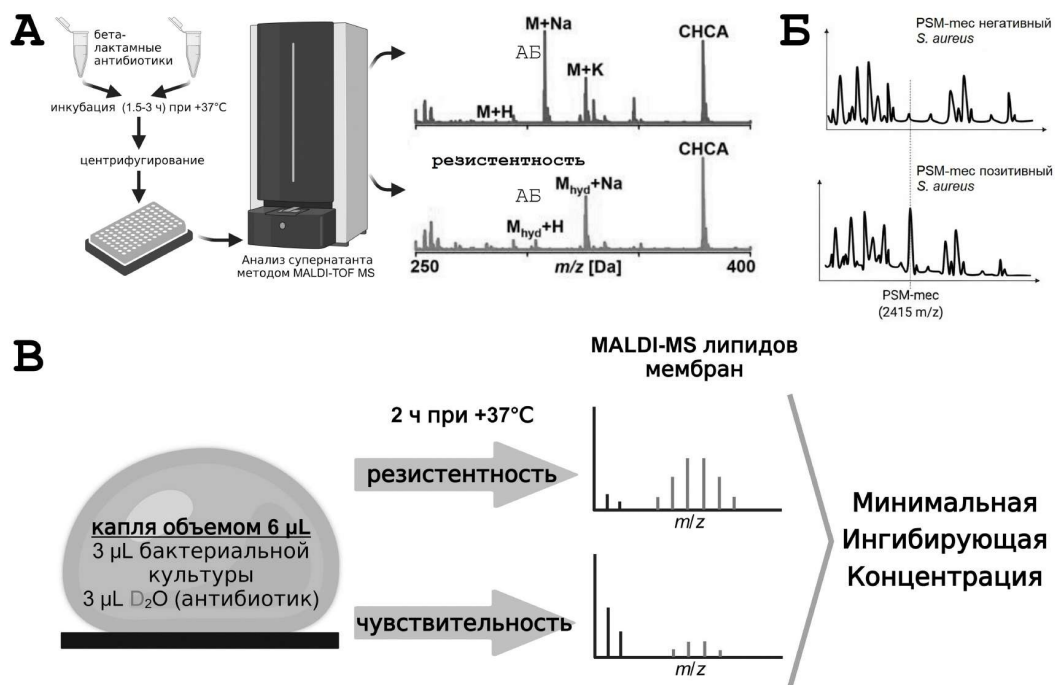 А
бета-
лактамные
антибиотики
инкубация (1.5-3 ч) при +37°C
центрифугирование
Анализ супернатанта
методом MALDI-TOF MS
M+Na
АБ
CHCA
M+K
M+H
резистентность
CHCA
АБ
Mhyd+Na
Mhyd+H
250
m/z [Da]
400
Б
PSM-mec негативный
S. aureus
PSM-mec позитивный
S. aureus
PSM-mec
(2415 m/z)
В
MALDI-MS липидов
мембран
2 ч при +37°C
резистентность
m/z
капля объемом 6 µL
3 µL бактериальной
культуры
3 µL D₂O (антибиотик)
чувствительность
m/z
Минимальная
Ингибирующая
Концентрация